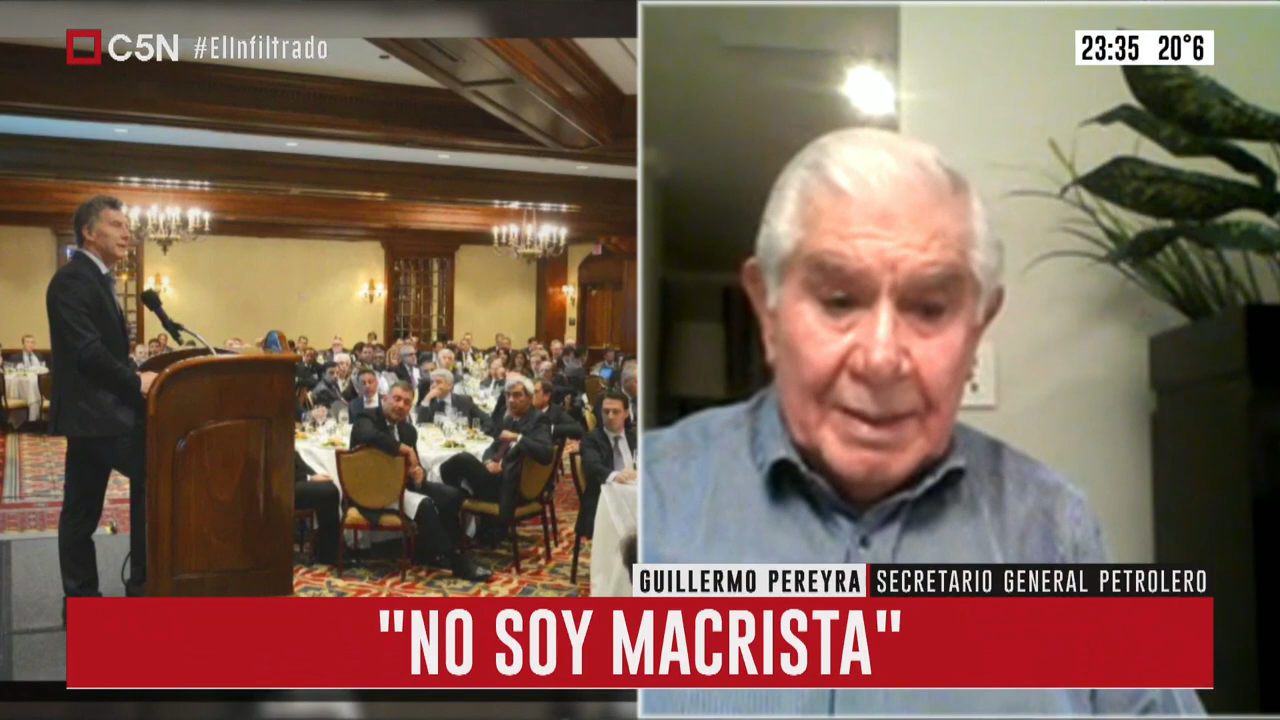 C5N #ElInfiltrado
23:35 20°6
GUILLERMO PEREYRA SECRETARIO GENERAL PETROLERO
"NO SOY MACRISTA"